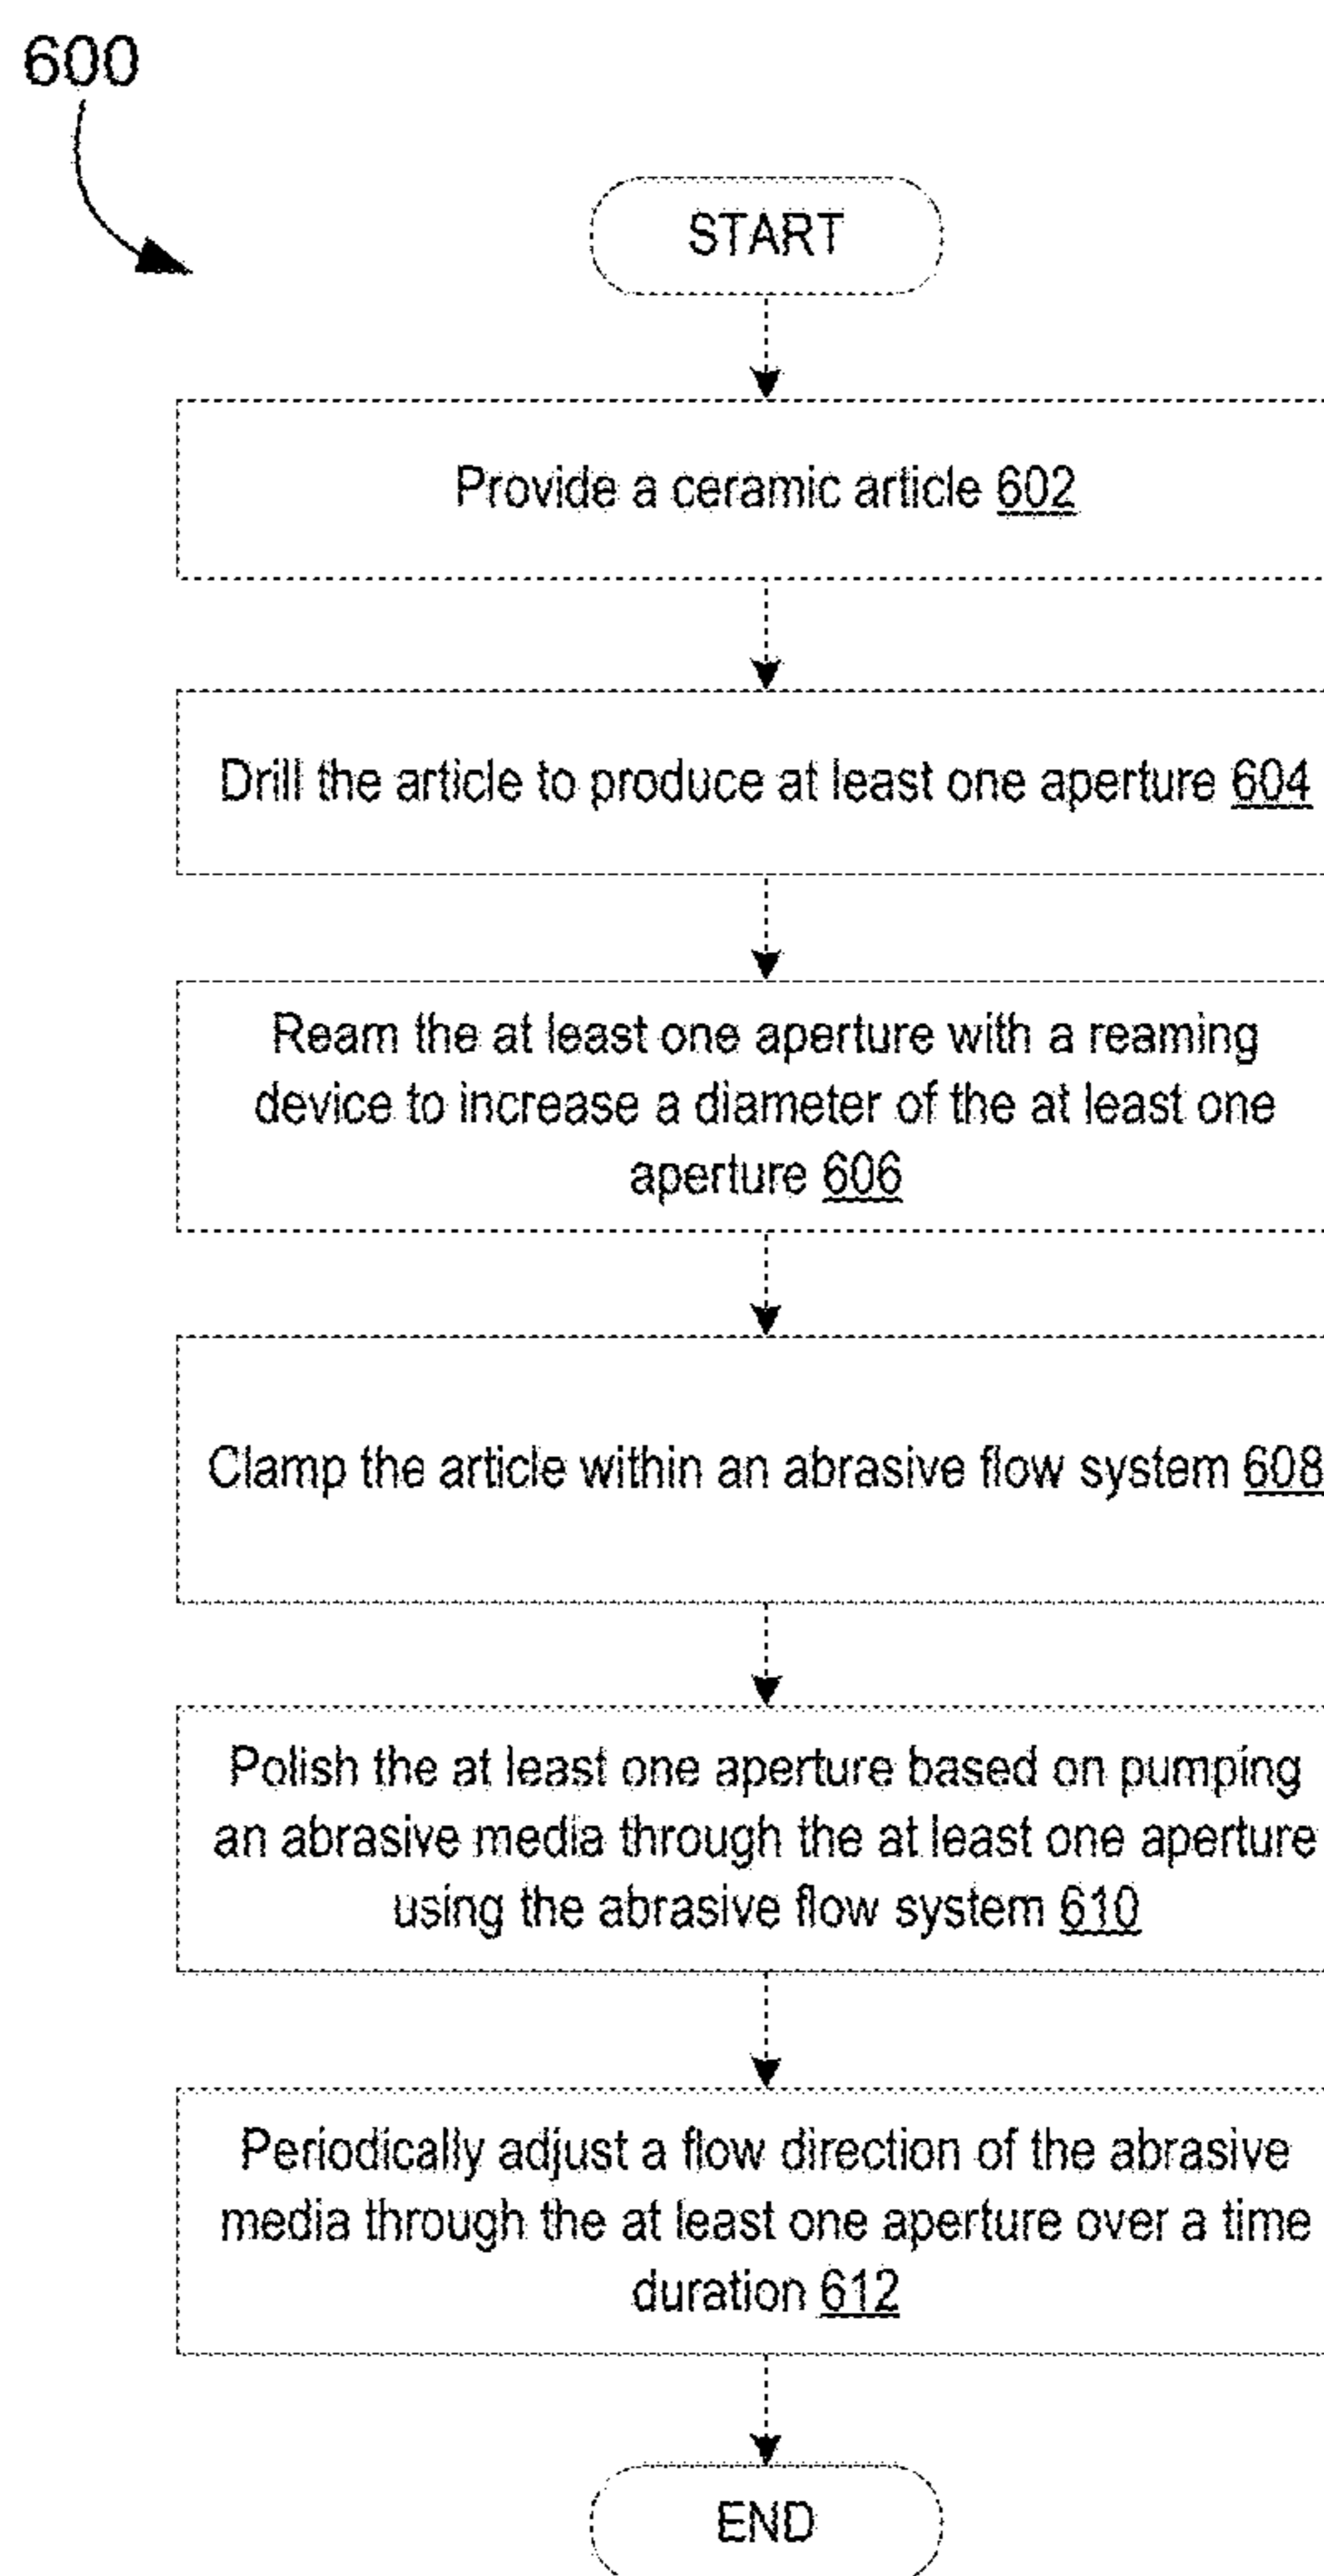 600
START
Provide a ceramic article 602
Drill the article to produce at least one aperture 604
Ream the at least one aperture with a reaming
device to increase a diameter of the at least one
aperture 606
Clamp the article within an abrasive flow system 608
Polish the at least one aperture based on pumping
an abrasive media through the at least one aperture
using the abrasive flow system 610
Periodically adjust a flow direction of the abrasive
media through the at least one aperture over a time
duration 612
END